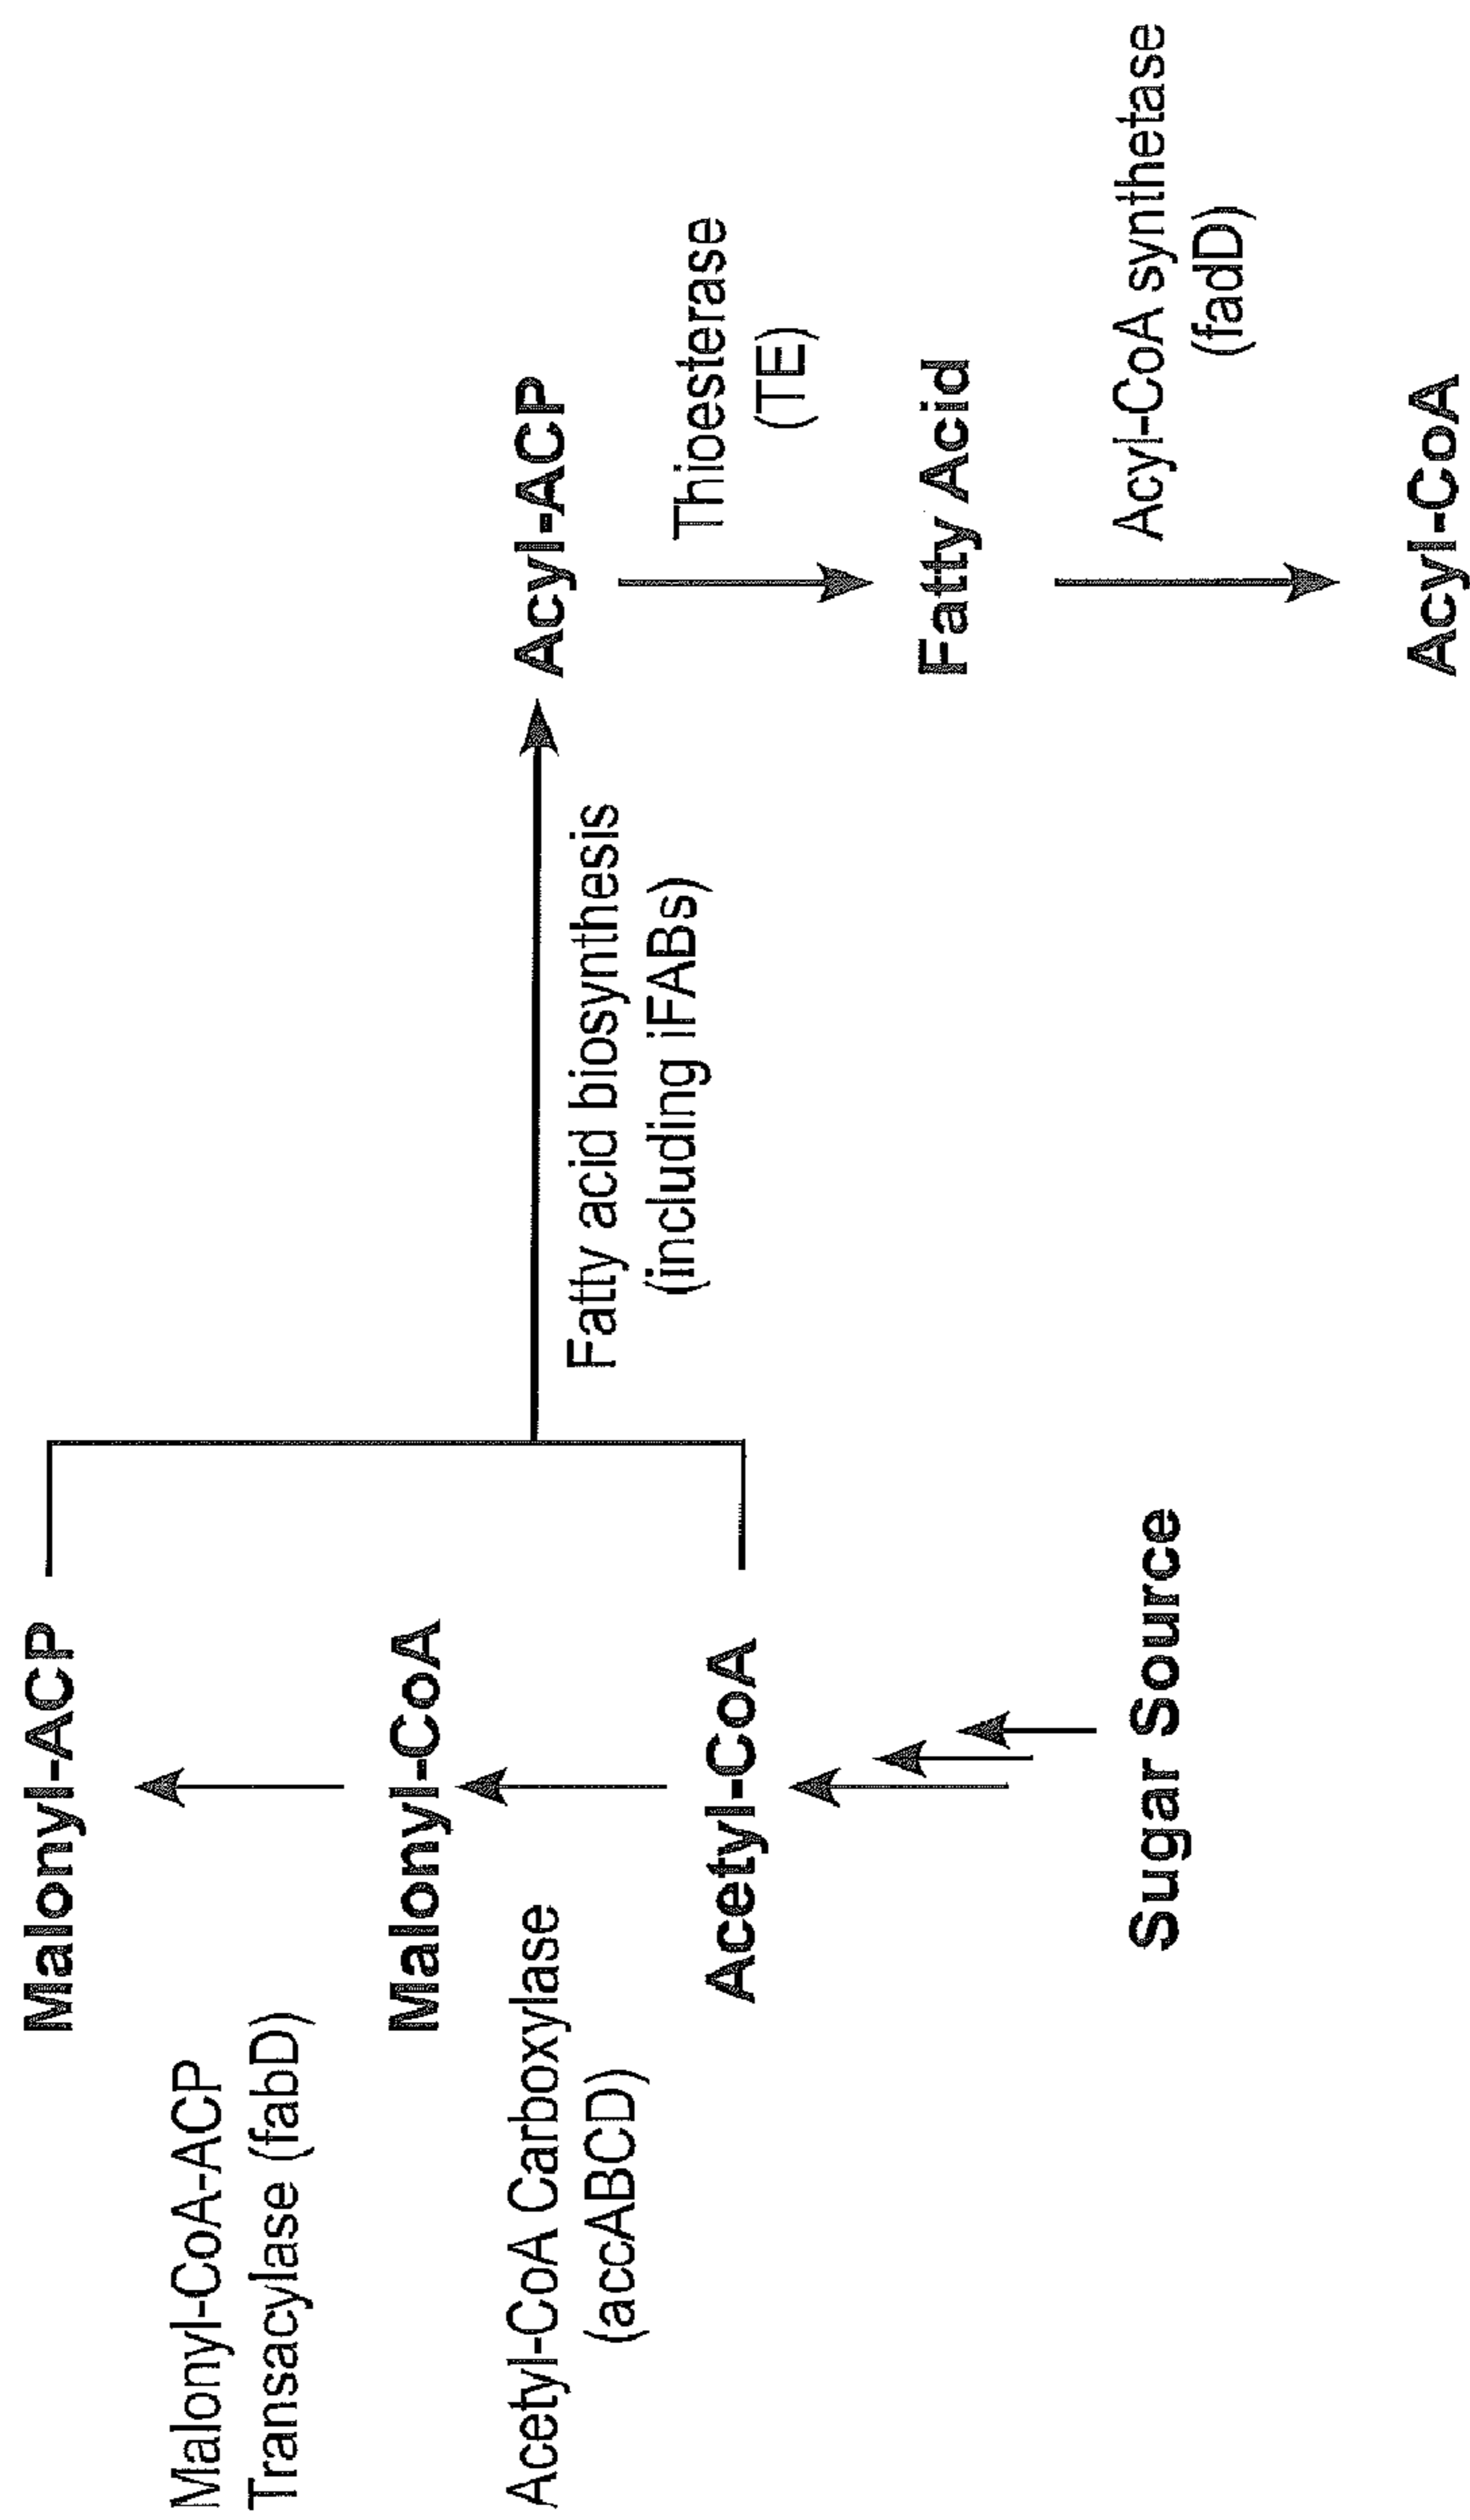 Malonyl-ACP
Malonyl-CoA-ACP
Transacylase (fabD)
Malonyl-CoA
Acetyl-CoA Carboxylase
(accABCD)
Acetyl-CoA
Sugar Source
Fatty acid biosynthesis
(including iFABs)
Acyl-ACP
Thioesterase
(TE)
Fatty Acid
Acyl-CoA synthetase
(fadD)
Acyl-CoA